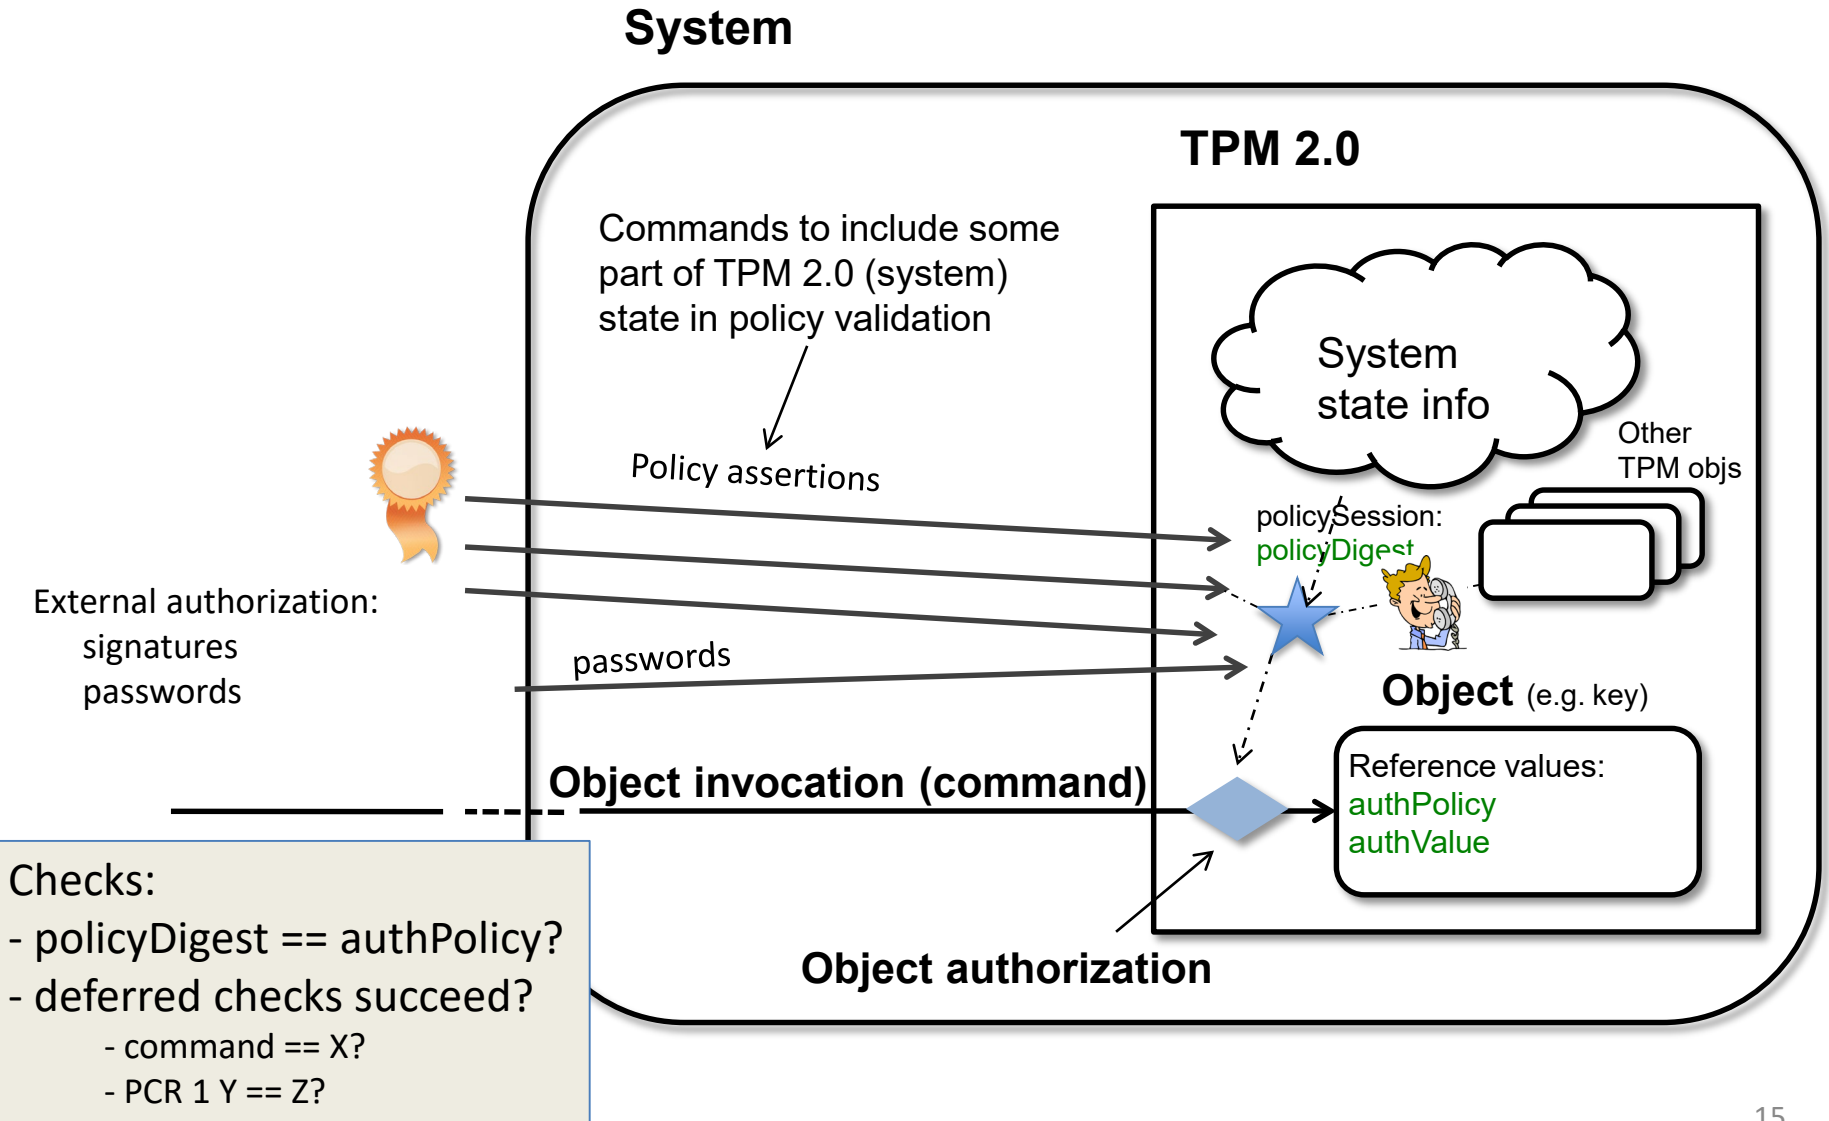 System
TPM 2.0
Commands to include some
part of TPM 2.0 (system)
state in policy validation
System
state info
Other
TPM objs
Policy assertions
policySession:
policyDigest
External authorization:
signatures
passwords
passwords
Object (e.g. key)
Object invocation (command)
Reference values:
authPolicy
authValue
Checks:
- policyDigest == authPolicy?
- deferred checks succeed?
- command == X?
- PCR 1 Y == Z?
Object authorization
15